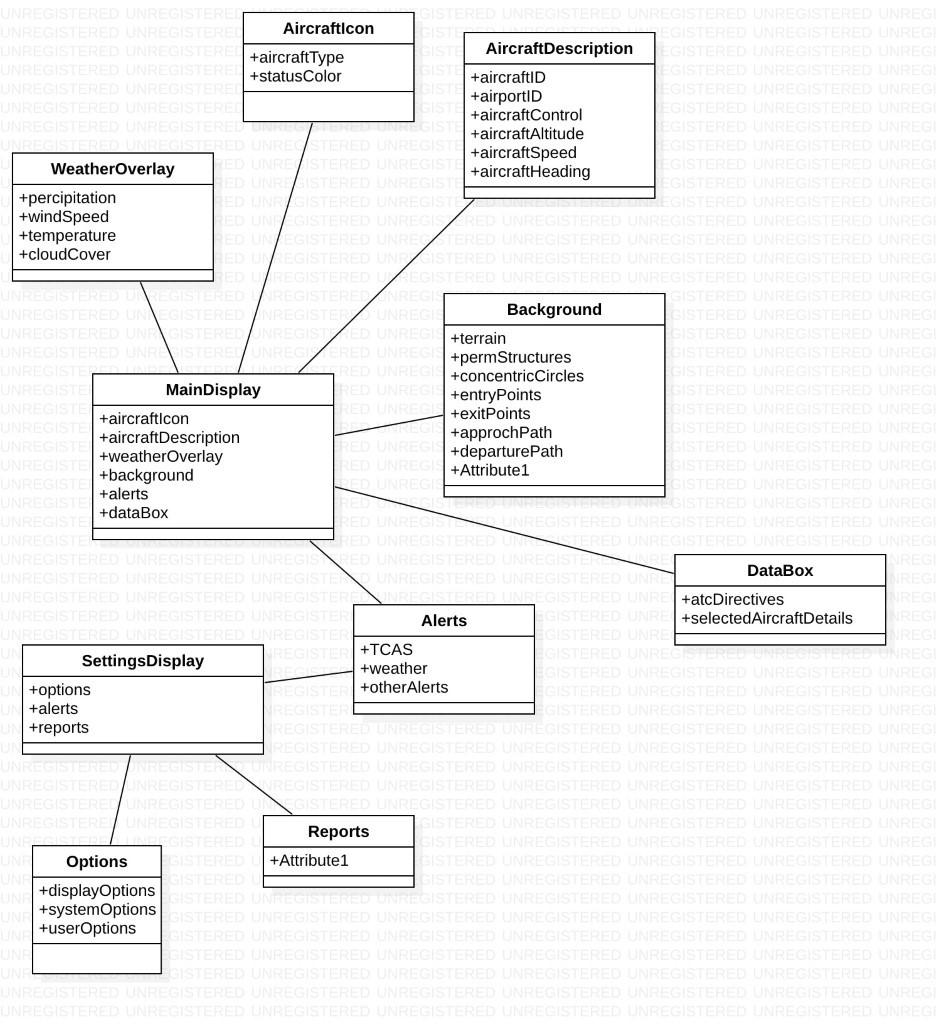 AircraftIcon
+aircraftType
+statusColor
AircraftDescription
+aircraftID
+airportID
+aircraftControl
+aircraftAltitude
+aircraftSpeed
+aircraftHeading
WeatherOverlay
+percipitation
+windSpeed
+temperature
+cloudCover
Background
+terrain
+permStructures
+concentricCircles
+entryPoints
+exitPoints
+approchPath
+departurePath
+Attribute1
MainDisplay
+aircraftIcon
+aircraftDescription
+weatherOverlay
+background
+alerts
+dataBox
DataBox
+atcDirectives
+selectedAircraftDetails
Alerts
+TCAS
+weather
+otherAlerts
SettingsDisplay
+options
+alerts
+reports
Reports
+Attribute1
Options
+displayOptions
+systemOptions
+userOptions
UNREGISTERED